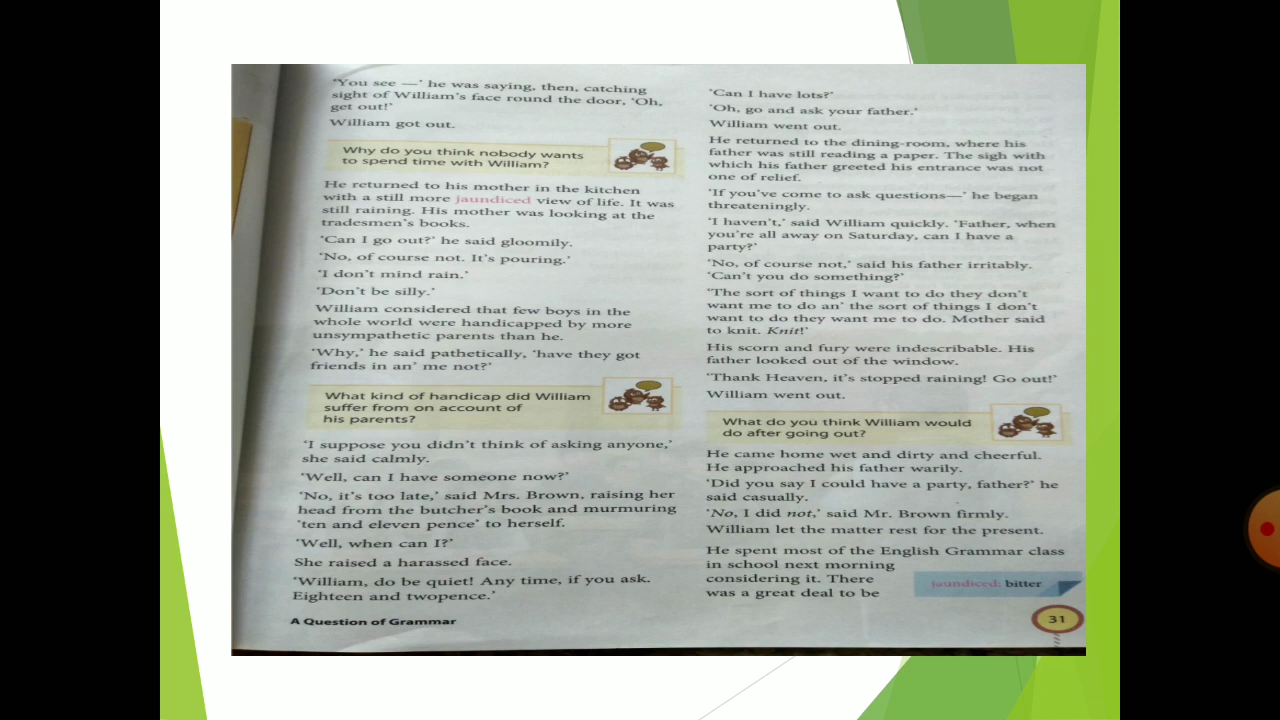 ‘You see —’ he was saying, then, catching
sight of William’s face round the door, ‘Oh,
get out!’
William got out.
Why do you think nobody wants
to spend time with William?
He returned to his mother in the kitchen
with a still more jaundiced view of life. It was
still raining. His mother was looking at the
tradesmen’s books.
‘Can I go out?’ he said gloomily.
‘No, of course not. It’s pouring.’
‘I don’t mind rain.’
‘Don’t be silly.’
William considered that few boys in the
whole world were handicapped by more
unsympathetic parents than he.
‘Why,’ he said pathetically, ‘have they got
friends in an’ me not?’
What kind of handicap did William
suffer from on account of
his parents?
‘I suppose you didn’t think of asking anyone,’
she said calmly.
‘Well, can I have someone now?’
‘No, it’s too late,’ said Mrs. Brown, raising her
head from the butcher’s book and murmuring
‘ten and eleven pence’ to herself.
‘Well, when can I?’
She raised a harassed face.
‘William, do be quiet! Any time, if you ask.
Eighteen and twopence.’
A Question of Grammar
‘Can I have lots?’
‘Oh, go and ask your father.’
William went out.
He returned to the dining-room, where his
father was still reading a paper. The sigh with
which his father greeted his entrance was not
one of relief.
‘If you’ve come to ask questions—’ he began
threateningly.
‘I haven’t,’ said William quickly. ‘Father, when
you’re all away on Saturday, can I have a
party?’
‘No, of course not,’ said his father irritably.
‘Can’t you do something?’
‘The sort of things I want to do they don’t
want me to do an’ the sort of things I don’t
want to do they want me to do. Mother said
to knit. Knit!’
His scorn and fury were indescribable. His
father looked out of the window.
‘Thank Heaven, it’s stopped raining! Go out!’
William went out.
What do you think William would
do after going out?
He came home wet and dirty and cheerful.
He approached his father warily.
‘Did you say I could have a party, father?’ he
said casually.
‘No, I did not,’ said Mr. Brown firmly.
William let the matter rest for the present.
He spent most of the English Grammar class
in school next morning
considering it. There
was a great deal to be
jaundiced: bitter
31